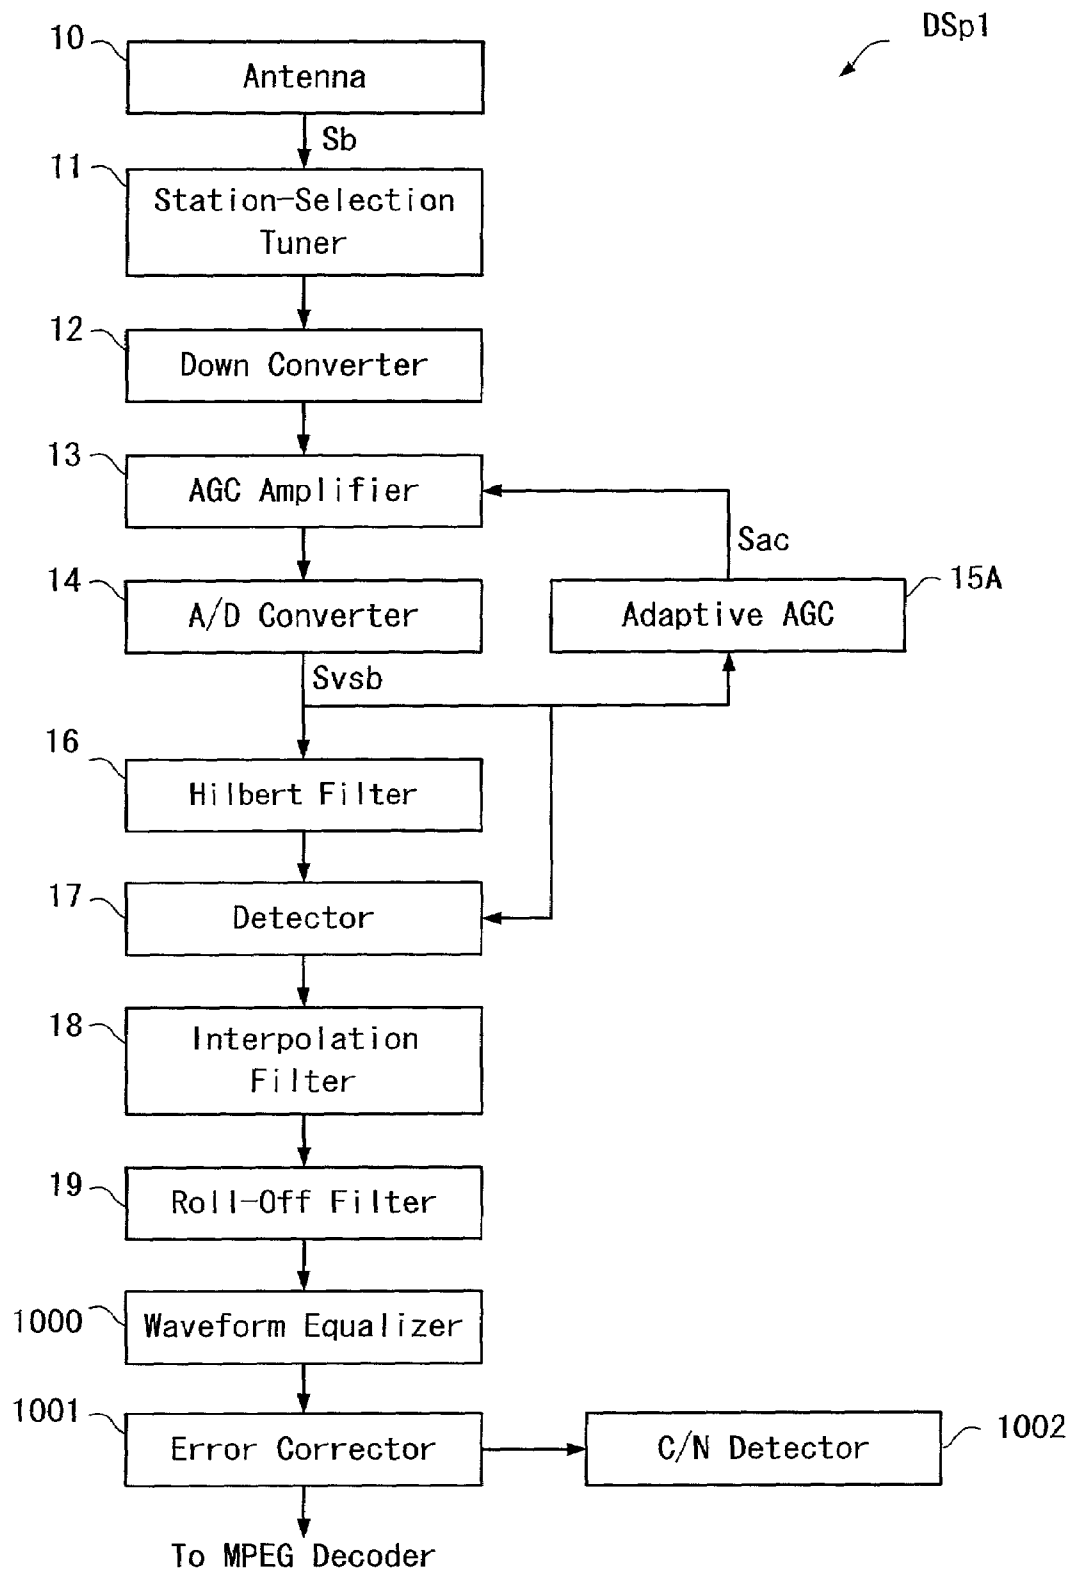 DSp1
10
Antenna
Sb
11
Station-Selection
Tuner
12
Down Converter
13
AGC Amplifier
Sac
14
A/D Converter
15A
Adaptive AGC
Svsb
16
Hilbert Filter
17
Detector
18
Interpolation
Filter
19
Roll-Off Filter
1000
Waveform Equalizer
1001
Error Corrector
C/N Detector
1002
To MPEG Decoder